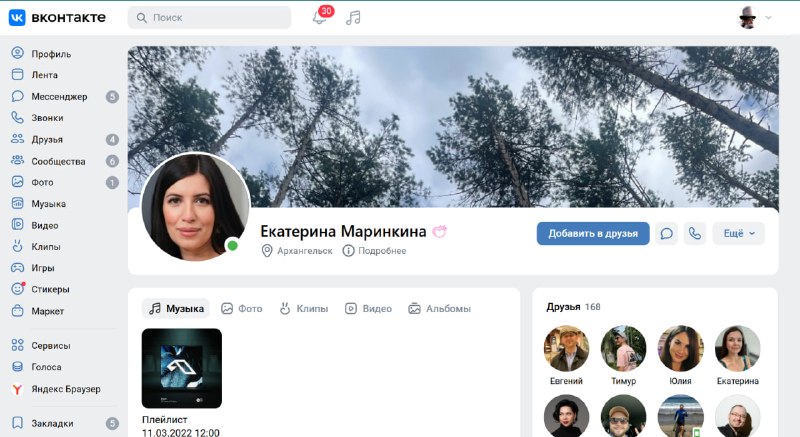 вконтакте
Поиск
30
Профиль
Лента
Мессенджер 5
Звонки
Друзья 4
Сообщества 6
Фото 1
Музыка
Видео
Клипы
Игры
Стикеры
Маркет
Сервисы
Голоса
Яндекс Браузер
Закладки 5
Екатерина Маринкина
Архангельск Подробнее
Добавить в друзья
Ещё
Музыка Фото Клипы Видео Альбомы
Плейлист
11.03.2022 12:00
Друзья 168
Евгений Тимур Юлия Екатерина